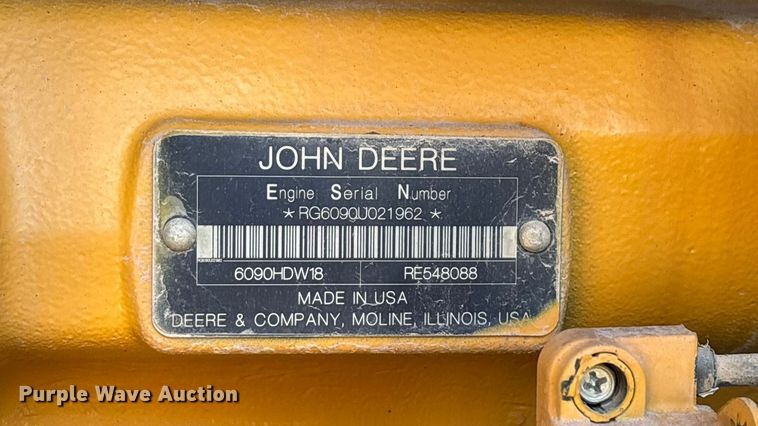 JOHN DEERE
Engine Serial Number
* RG6090U021962 *
6090HDW18 RE548088
MADE IN USA
DEERE & COMPANY, MOLINE, ILLINOIS, USA
Purple Wave Auction